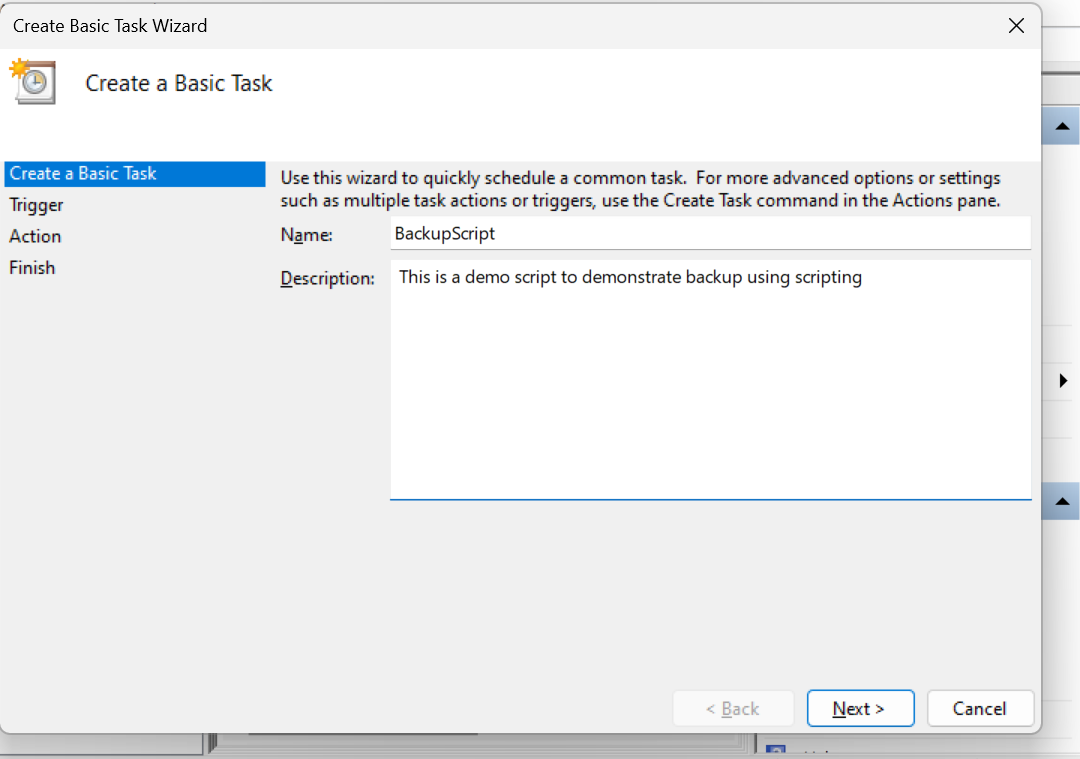 Create Basic Task Wizard
Create a Basic Task
Create a Basic Task
Trigger
Action
Finish
Use this wizard to quickly schedule a common task.  For more advanced options or settings
such as multiple task actions or triggers, use the Create Task command in the Actions pane.
Name:
BackupScript
Description:
This is a demo script to demonstrate backup using scripting
< Back
Next >
Cancel